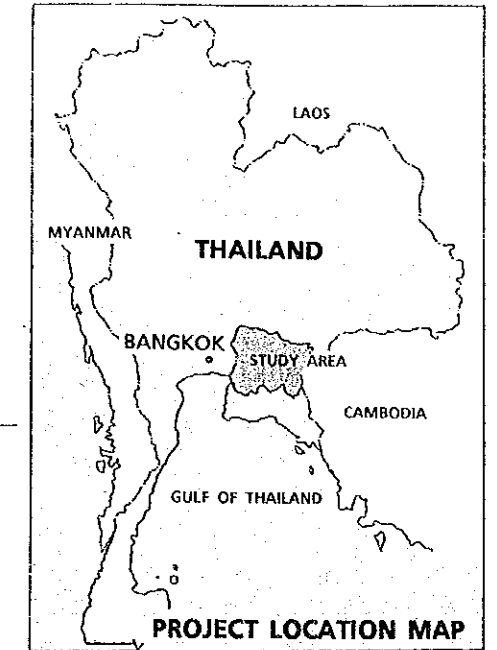 LAOS
MYANMAR
THAILAND
BANGKOK
STUDY AREA
CAMBODIA
GULF OF THAILAND
PROJECT LOCATION MAP